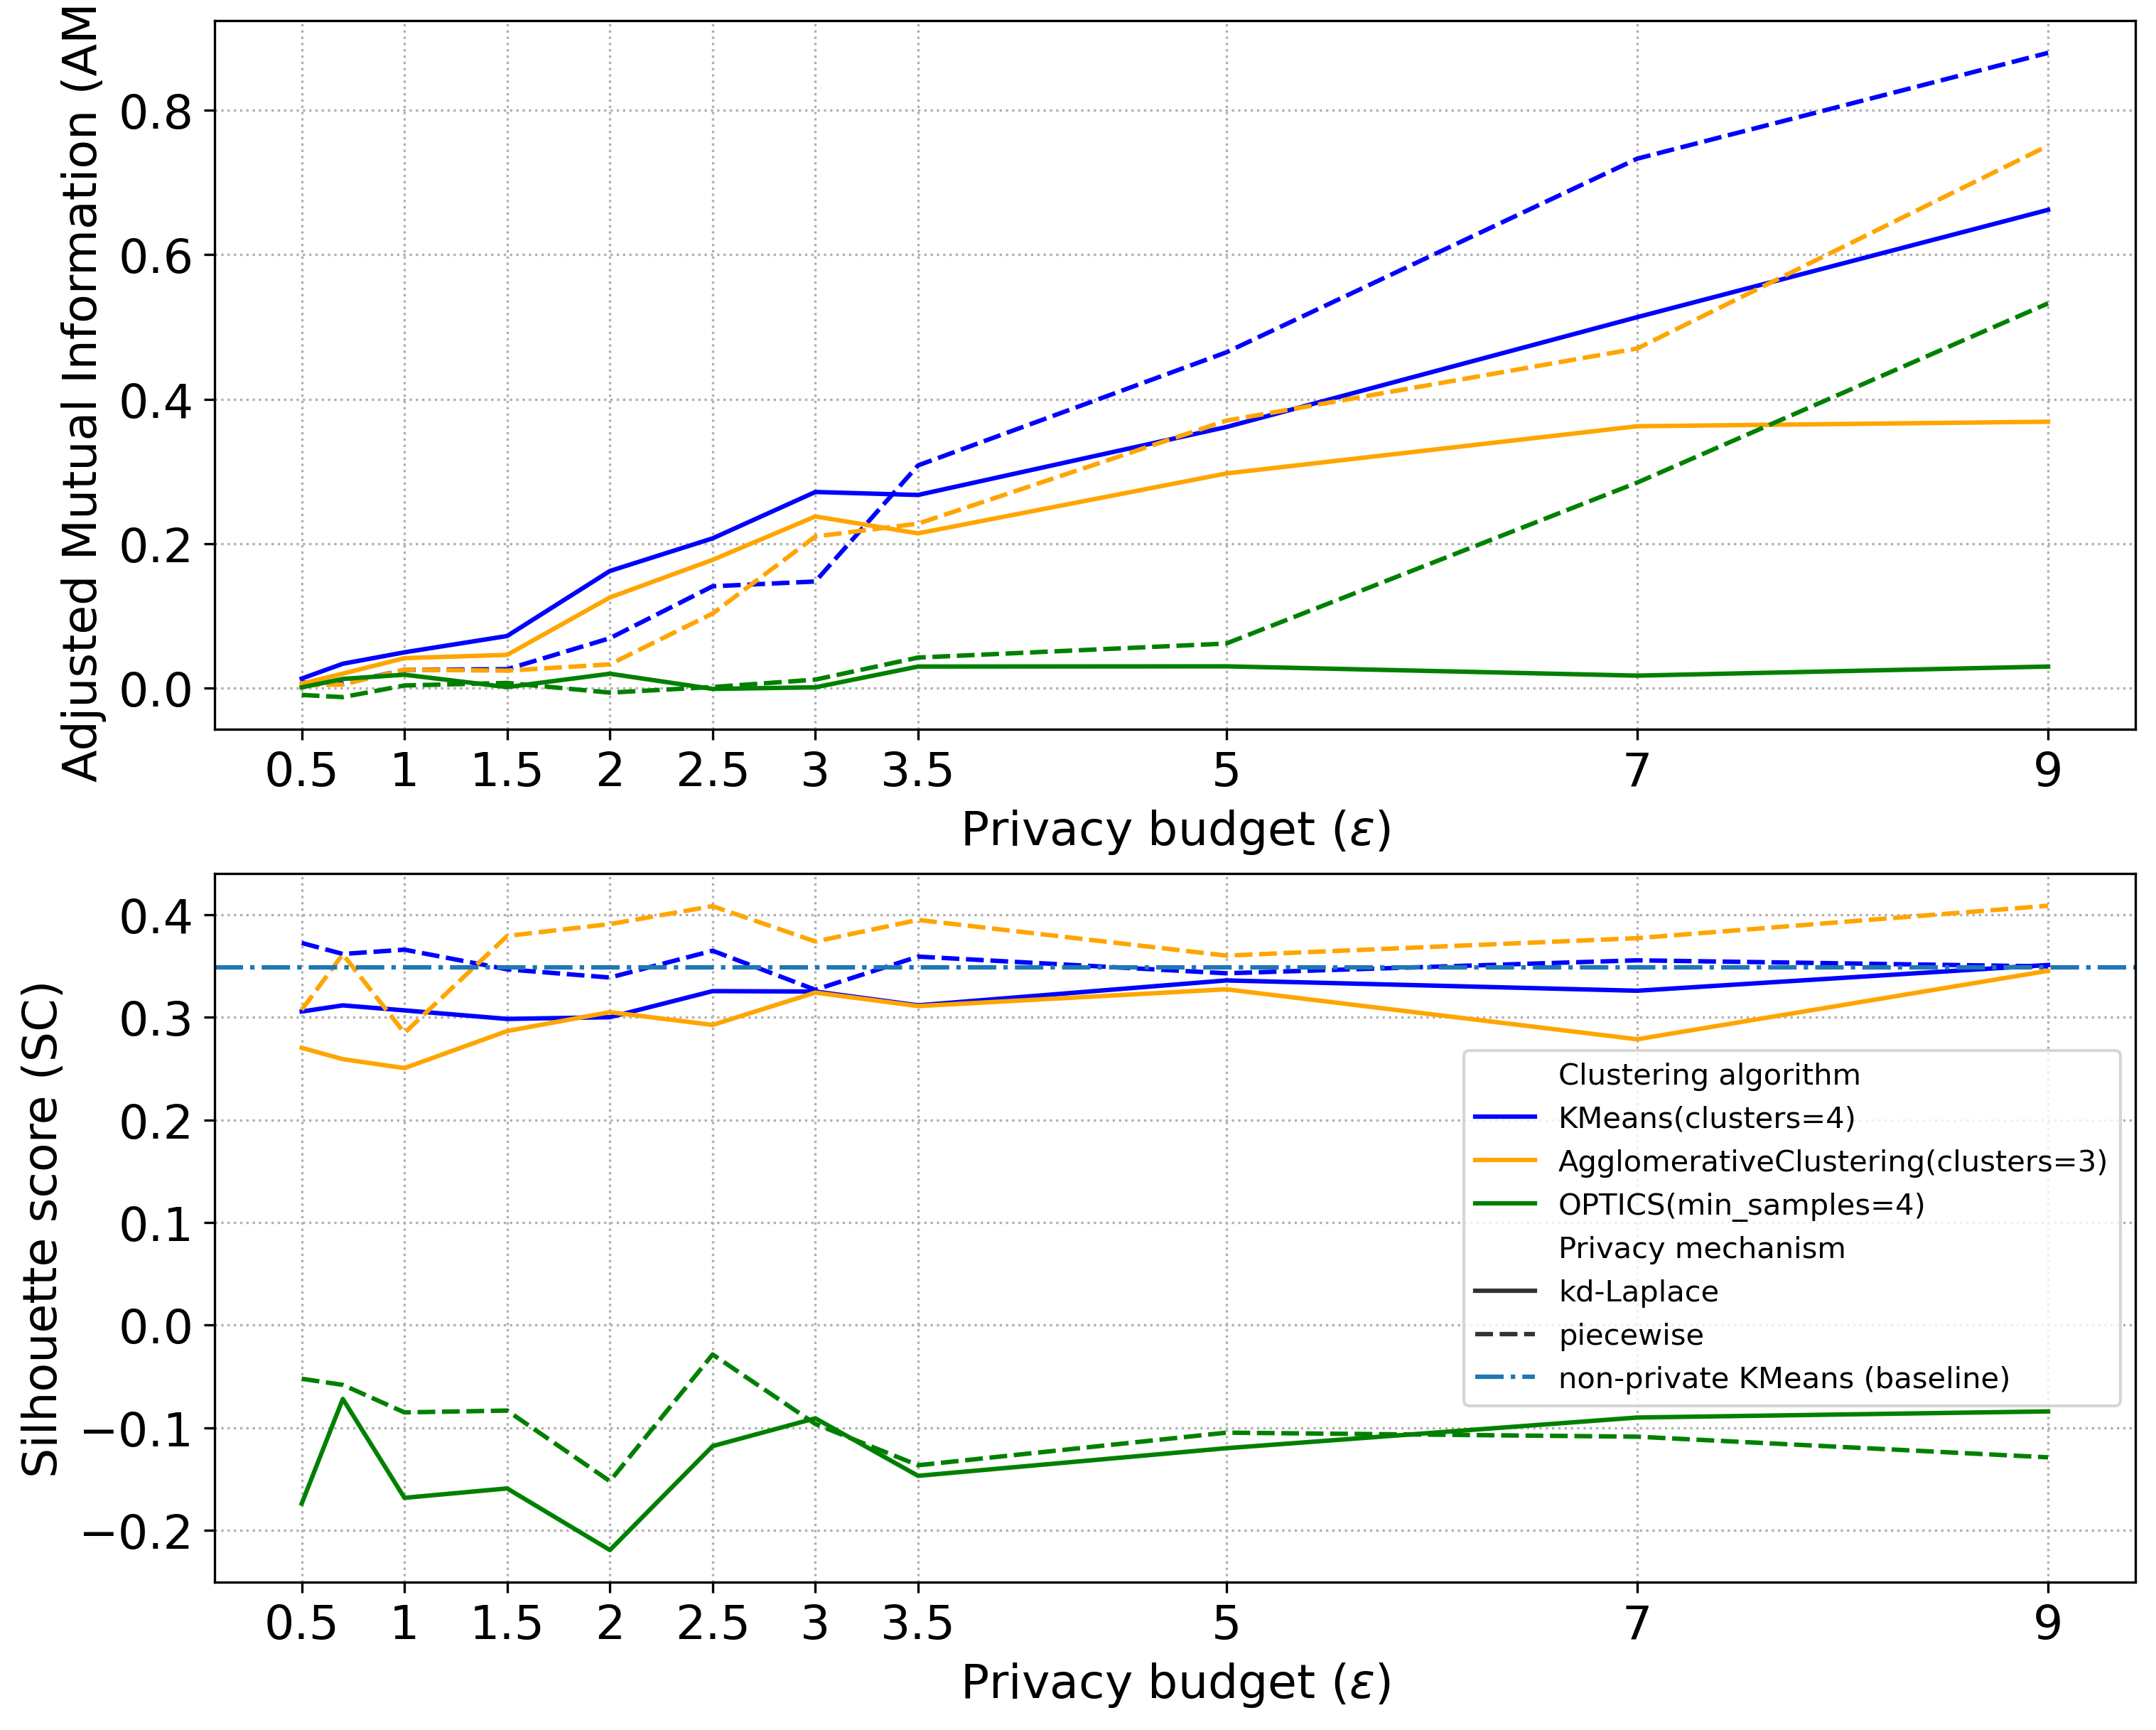 Adjusted Mutual Information (AM
0.8
0.6
0.4
0.2
0.0
0.5 1 1.5 2 2.5 3 3.5 5 7 9
Privacy budget (ε)
Silhouette score (SC)
0.4
0.3
0.2
0.1
0.0
−0.1
−0.2
Clustering algorithm
KMeans(clusters=4)
AgglomerativeClustering(clusters=3)
OPTICS(min_samples=4)
Privacy mechanism
kd-Laplace
piecewise
non-private KMeans (baseline)
0.5 1 1.5 2 2.5 3 3.5 5 7 9
Privacy budget (ε)